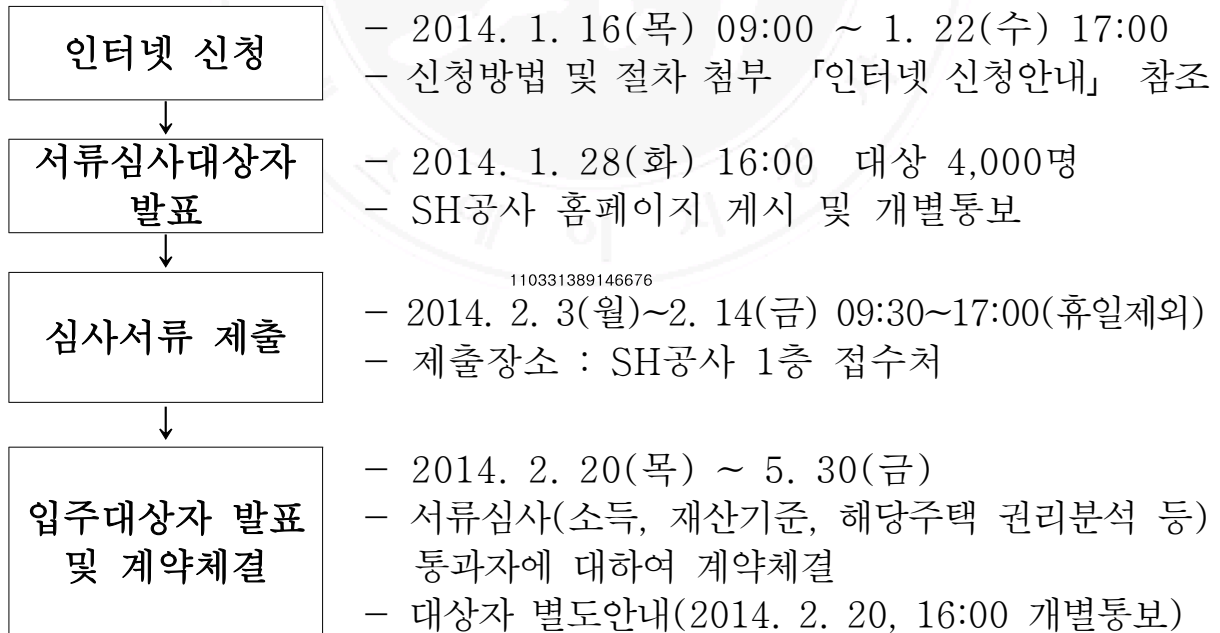 인터넷 신청
- 2014. 1. 16(목) 09:00 ~ 1. 22(수) 17:00
- 신청방법 및 절차 첨부 「인터넷 신청안내」 참조
↓
서류심사대상자
발표
- 2014. 1. 28(화) 16:00 대상 4,000명
- SH공사 홈페이지 게시 및 개별통보
↓
110331389146676
심사서류 제출
- 2014. 2. 3(월)~2. 14(금) 09:30~17:00(휴일제외)
- 제출장소 : SH공사 1층 접수처
↓
입주대상자 발표
및 계약체결
- 2014. 2. 20(목) ~ 5. 30(금)
- 서류심사(소득, 재산기준, 해당주택 권리분석 등)
통과자에 대하여 계약체결
- 대상자 별도안내(2014. 2. 20, 16:00 개별통보)